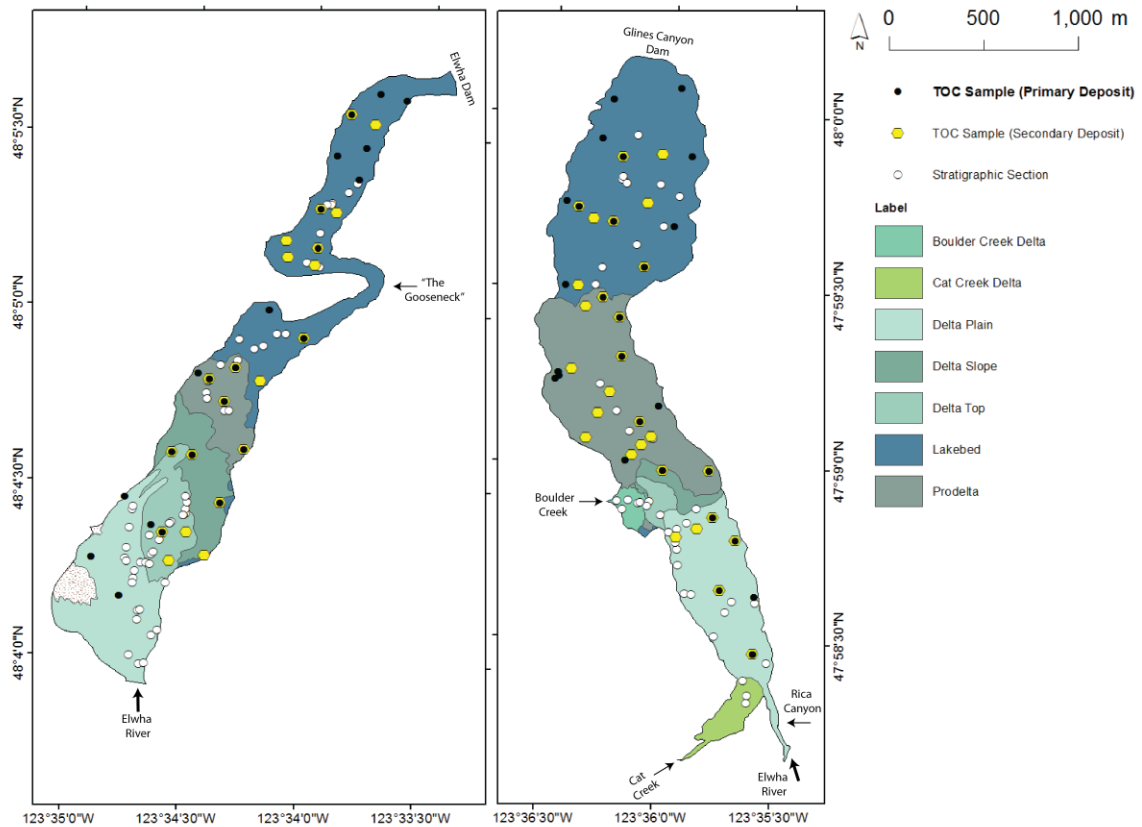 Elwha Dam
"The
Gooseneck"
Elwha
River
48°5'30"N
48°5'0"N
48°4'30"N
48°4'0"N
123°35'0"W
123°34'30"W
123°34'0"W
123°33'30"W
Glines Canyon
Dam
Boulder
Creek
Rica
Canyon
Cat
Creek
Elwha
River
48°0'0"N
47°59'30"N
47°59'0"N
47°58'30"N
123°36'30"W
123°36'0"W
123°35'30"W
N
0 500 1,000 m
TOC Sample (Primary Deposit)
TOC Sample (Secondary Deposit)
Stratigraphic Section
Label
Boulder Creek Delta
Cat Creek Delta
Delta Plain
Delta Slope
Delta Top
Lakebed
Prodelta